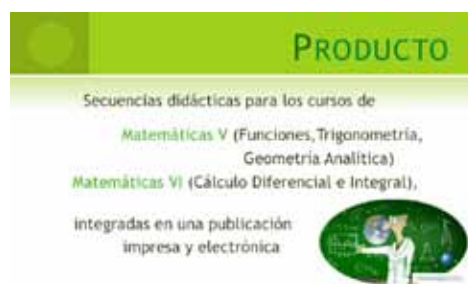 PRODUCTO
Secuencias didácticas para los cursos de
Matemáticas V (Funciones, Trigonometría,
Geometría Analítica)
Matemáticas VI (Cálculo Diferencial e Integral),
integradas en una publicación
impresa y electrónica